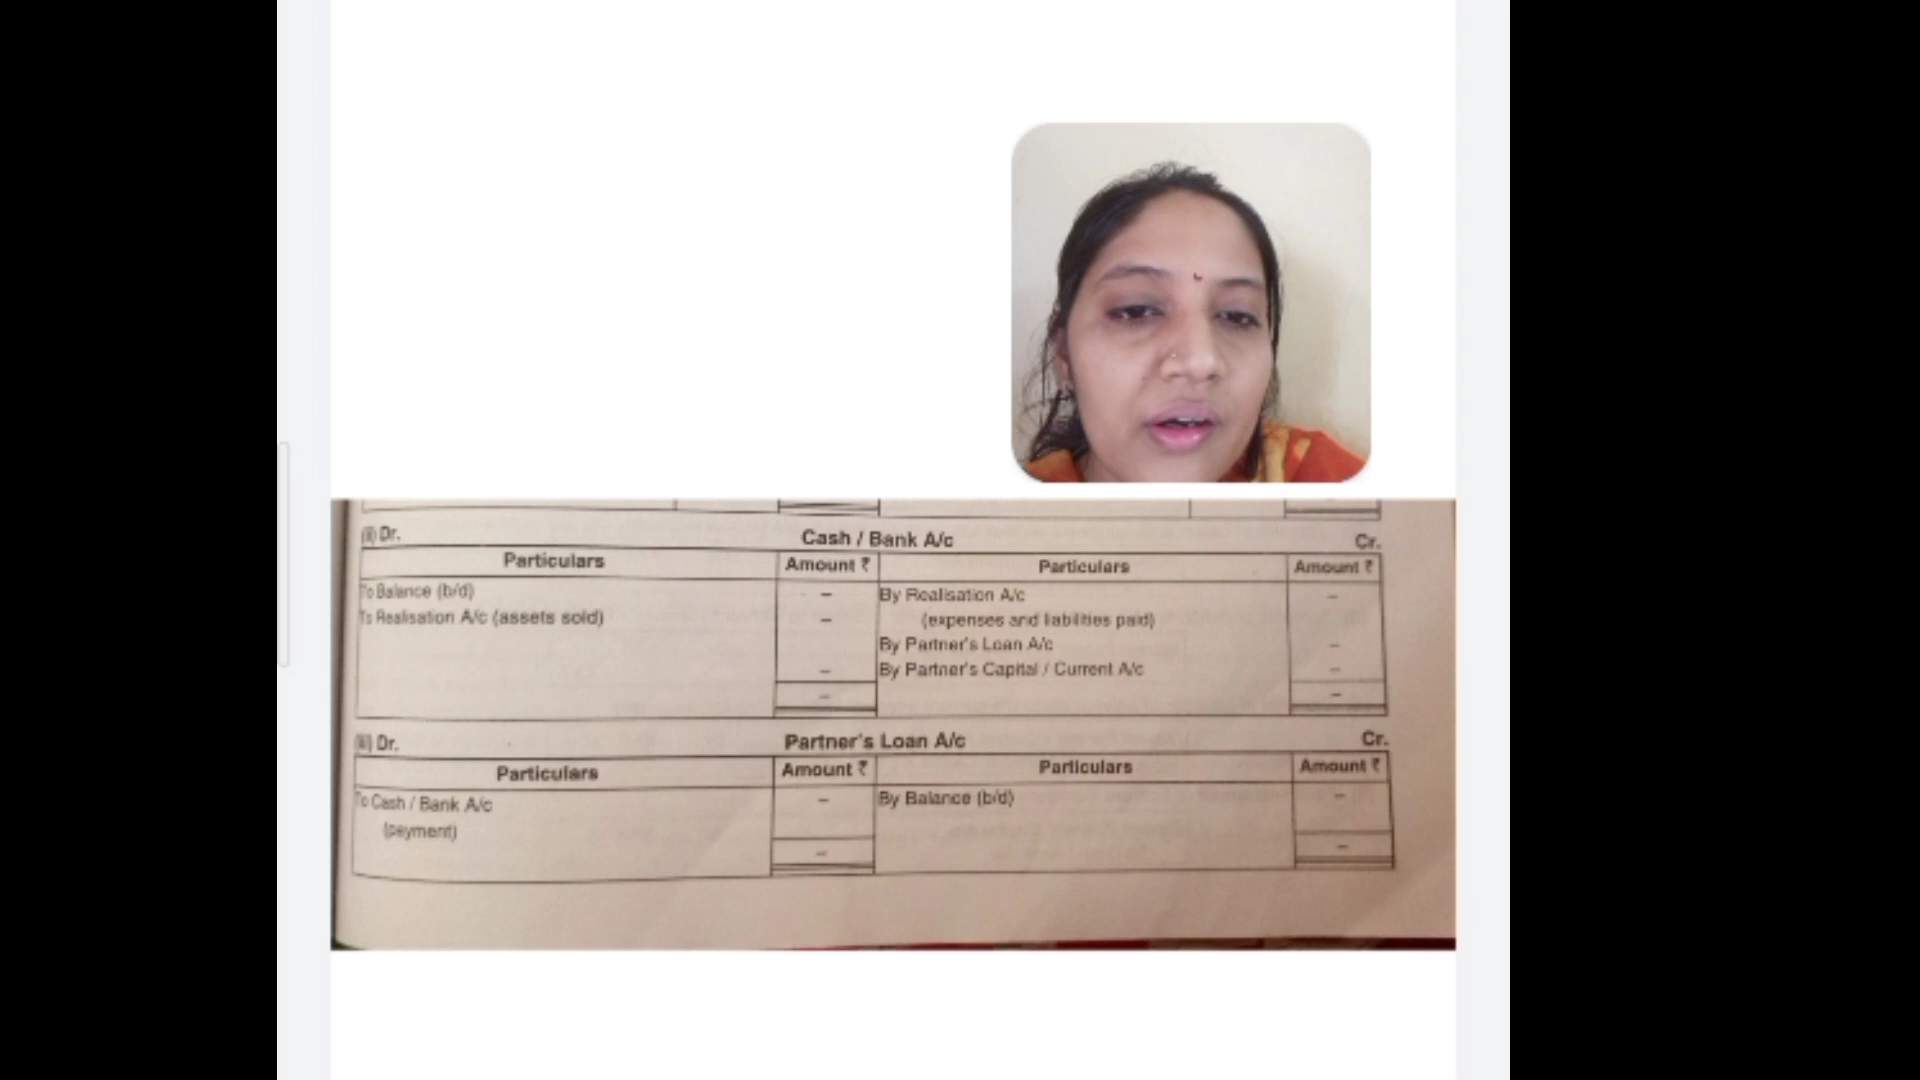 (ii) Dr. Cash / Bank A/c Cr.
Particulars Amount ₹ Particulars Amount ₹
To Balance (b/d) – By Realisation A/c –
To Realisation A/c (assets sold) – (expenses and liabilities paid)
By Partner's Loan A/c –
– By Partner's Capital / Current A/c –
– –
(iii) Dr. Partner's Loan A/c Cr.
Particulars Amount ₹ Particulars Amount ₹
To Cash / Bank A/c – By Balance (b/d) –
(payment)
– –